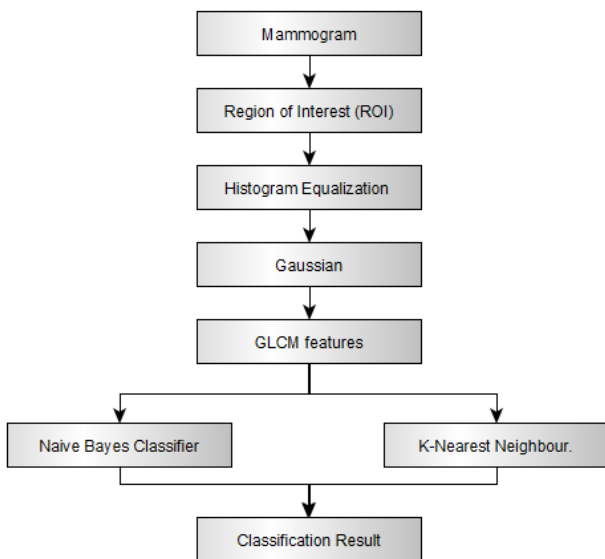 Mammogram
Region of Interest (ROI)
Histogram Equalization
Gaussian
GLCM features
Naive Bayes Classifier
K-Nearest Neighbour.
Classification Result